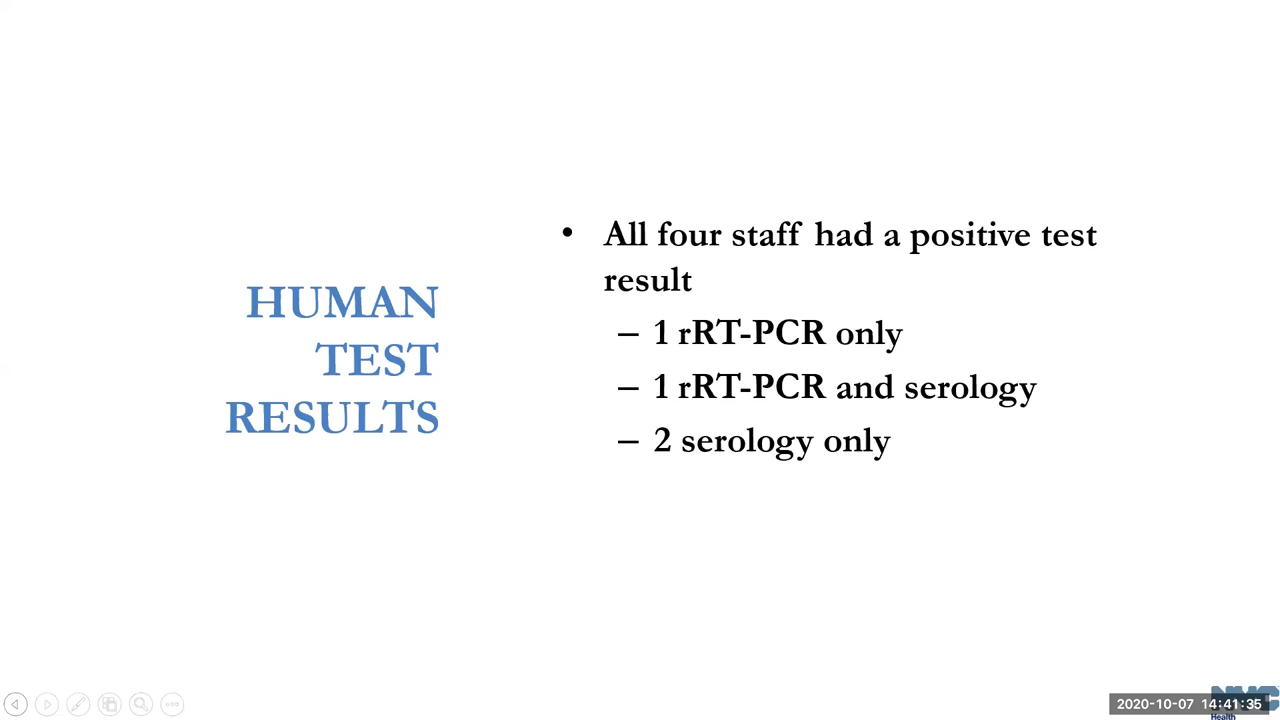 HUMAN
TEST
RESULTS
• All four staff had a positive test
result
– 1 rRT-PCR only
– 1 rRT-PCR and serology
– 2 serology only
2020-10-07 14:41:35
NYC
Health